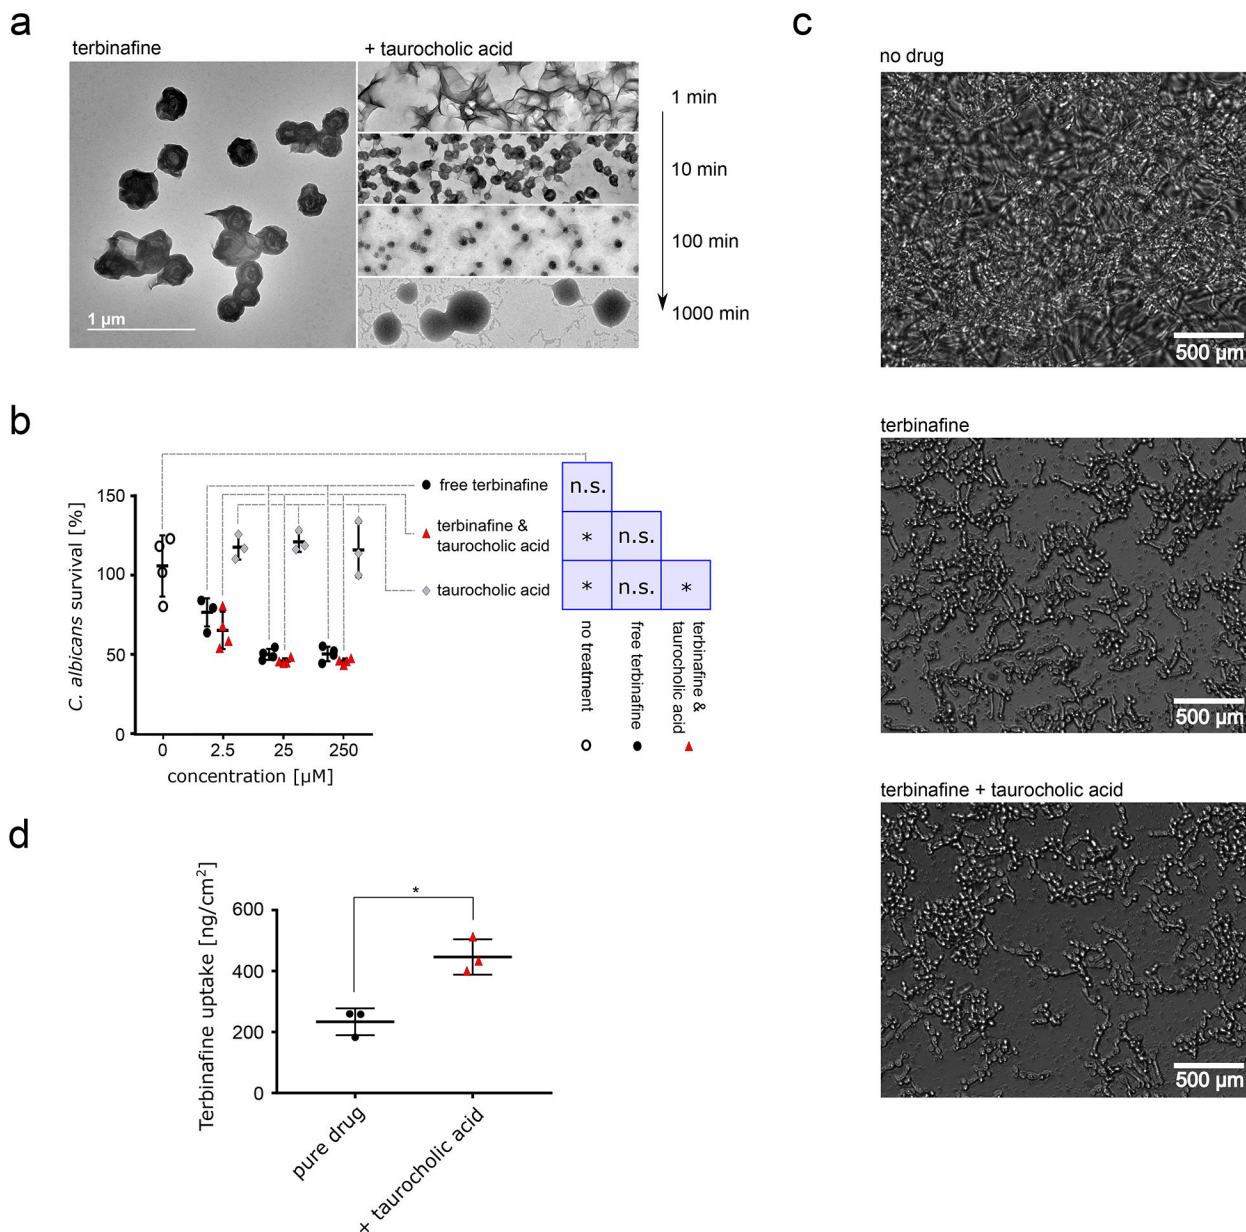 a
terbinafine
+ taurocholic acid
1 µm
1 min
10 min
100 min
1000 min
b
C. albicans survival [%]
150
100
50
0
0
2.5
25
250
concentration [µM]
free terbinafine
terbinafine &
taurocholic acid
taurocholic acid
n.s.
* n.s.
* n.s. *
no treatment
free terbinafine
terbinafine &
taurocholic acid
c
no drug
500 µm
terbinafine
500 µm
terbinafine + taurocholic acid
500 µm
d
Terbinafine uptake [ng/cm²]
600
400
200
0
*
pure drug
+ taurocholic acid